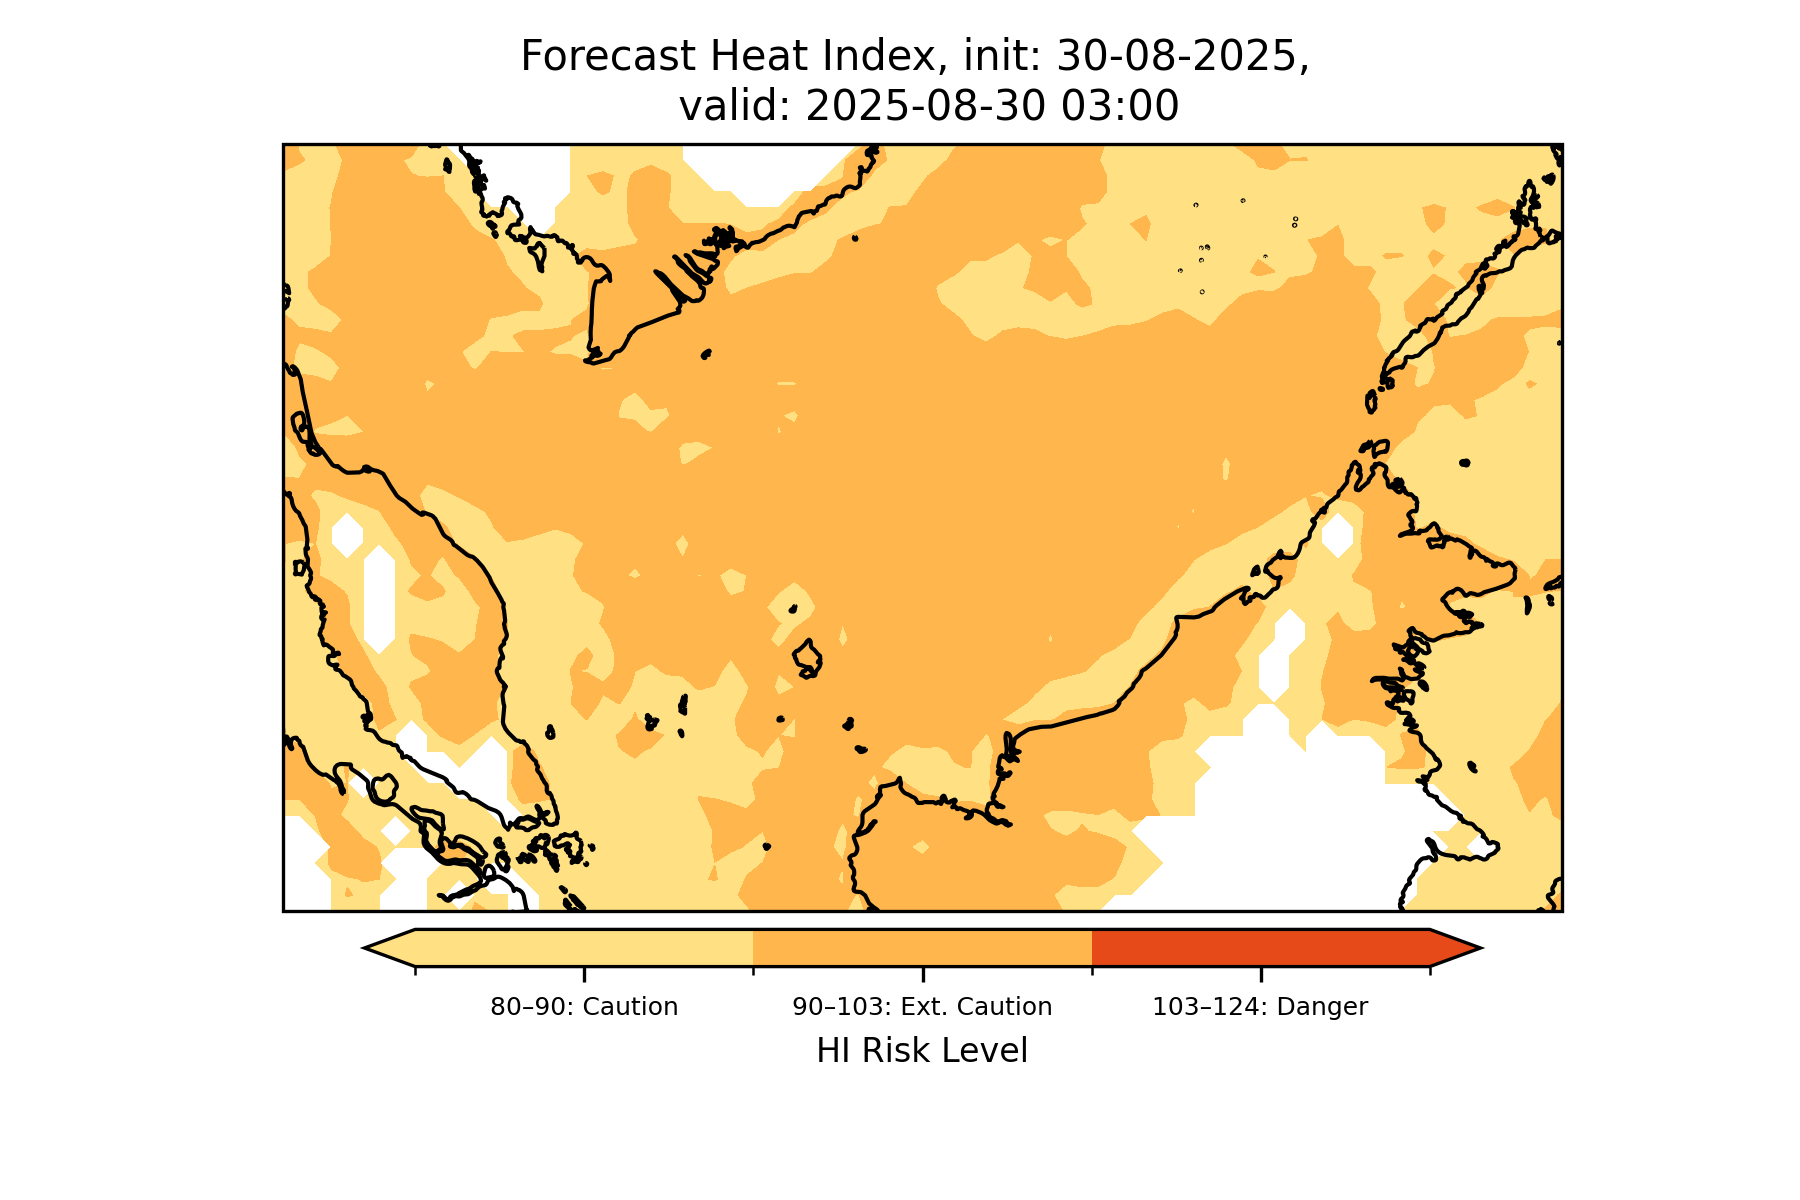 Forecast Heat Index, init: 30-08-2025,
valid: 2025-08-30 03:00
80–90: Caution
90–103: Ext. Caution
103–124: Danger
HI Risk Level